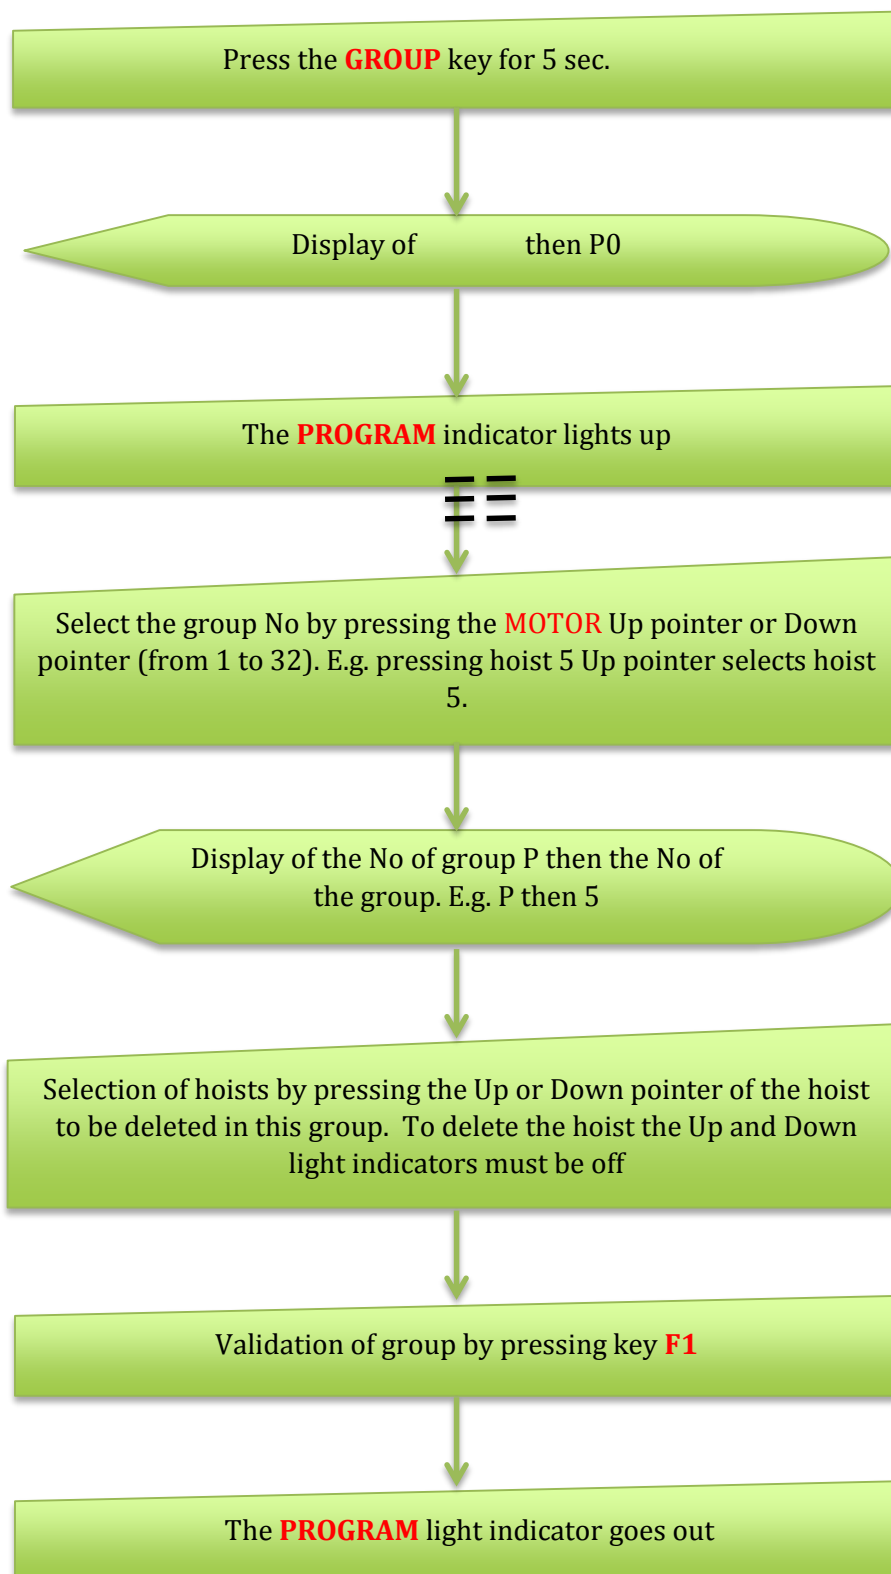 Press the GROUP key for 5 sec.
Display of then P0
The PROGRAM indicator lights up
Select the group No by pressing the MOTOR Up pointer or Down
pointer (from 1 to 32). E.g. pressing hoist 5 Up pointer selects hoist
5.
Display of the No of group P then the No of
the group. E.g. P then 5
Selection of hoists by pressing the Up or Down pointer of the hoist
to be deleted in this group. To delete the hoist the Up and Down
light indicators must be off
Validation of group by pressing key F1
The PROGRAM light indicator goes out